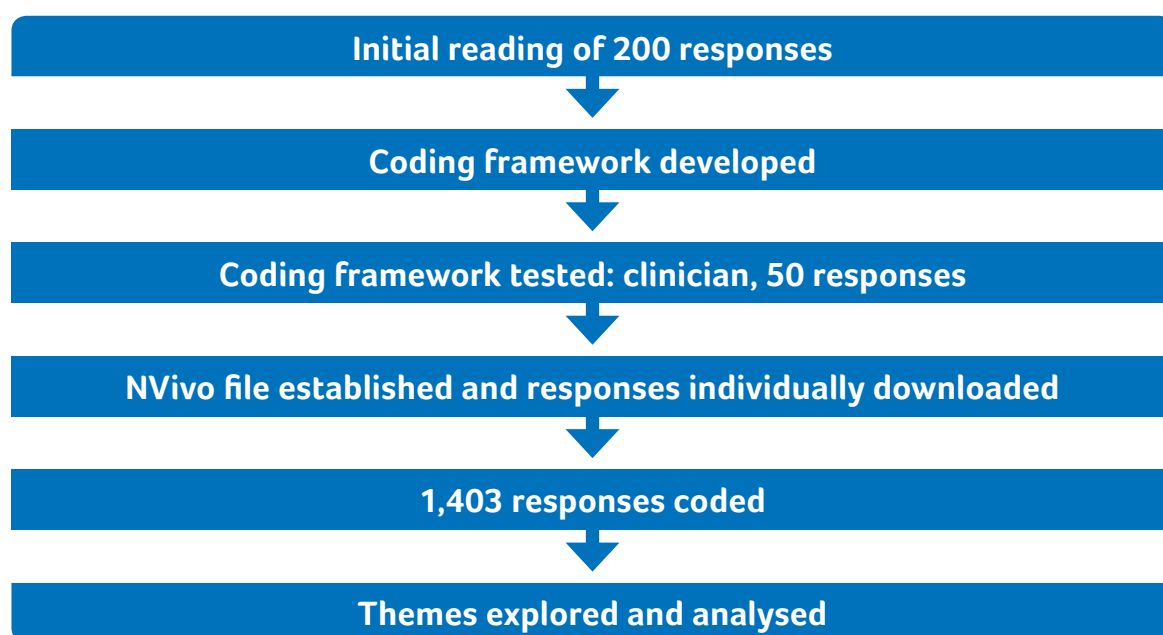 Initial reading of 200 responses
Coding framework developed
Coding framework tested: clinician, 50 responses
NVivo file established and responses individually downloaded
1,403 responses coded
Themes explored and analysed